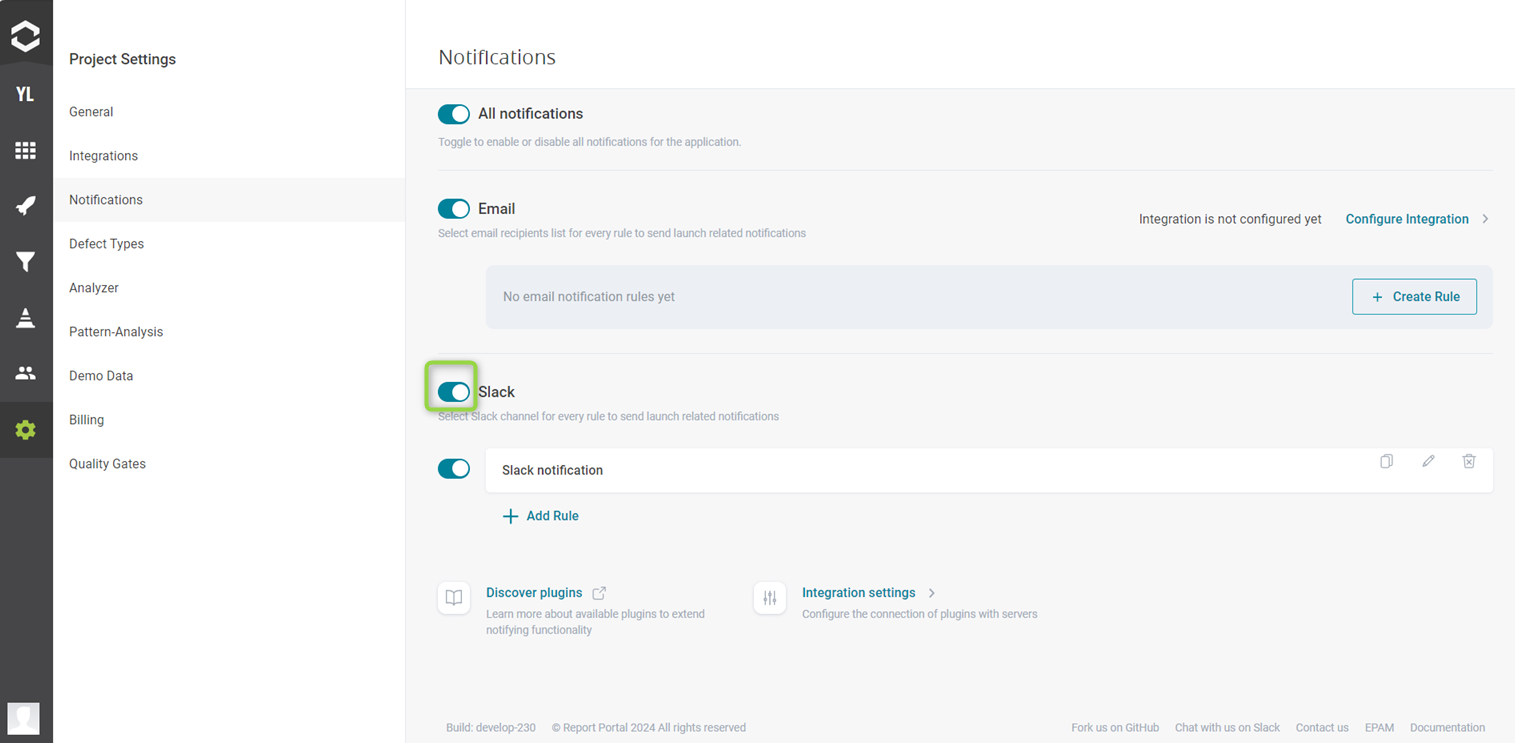 YL
Project Settings
General
Integrations
Notifications
Defect Types
Analyzer
Pattern-Analysis
Demo Data
Billing
Quality Gates
Notifications
All notifications
Toggle to enable or disable all notifications for the application.
Email
Select email recipients list for every rule to send launch related notifications
Integration is not configured yet
Configure Integration
No email notification rules yet
Create Rule
Slack
Select Slack channel for every rule to send launch related notifications
Slack notification
Add Rule
Discover plugins
Learn more about available plugins to extend
notifying functionality
Integration settings
Configure the connection of plugins with servers
Build: develop-230
© Report Portal 2024 All rights reserved
Fork us on GitHub
Chat with us on Slack
Contact us
EPAM
Documentation